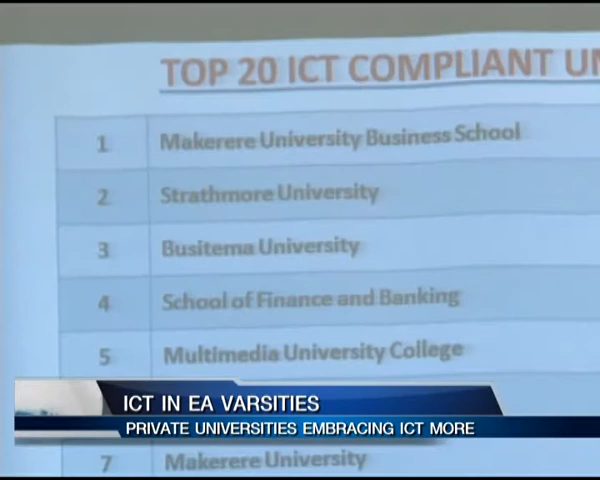 TOP 20 ICT COMPLIANT UN
1 Makerere University Business School
2 Strathmore University
3 Busitema University
4 School of Finance and Banking
5 Multimedia University College
ICT IN EA VARSITIES
PRIVATE UNIVERSITIES EMBRACING ICT MORE
7 Makerere University